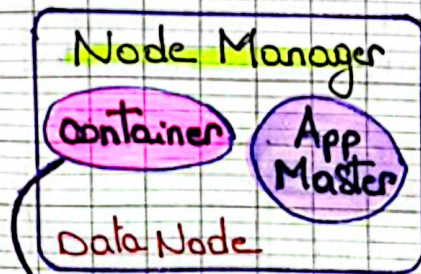 Node Manager
container
App
Master
Data Node